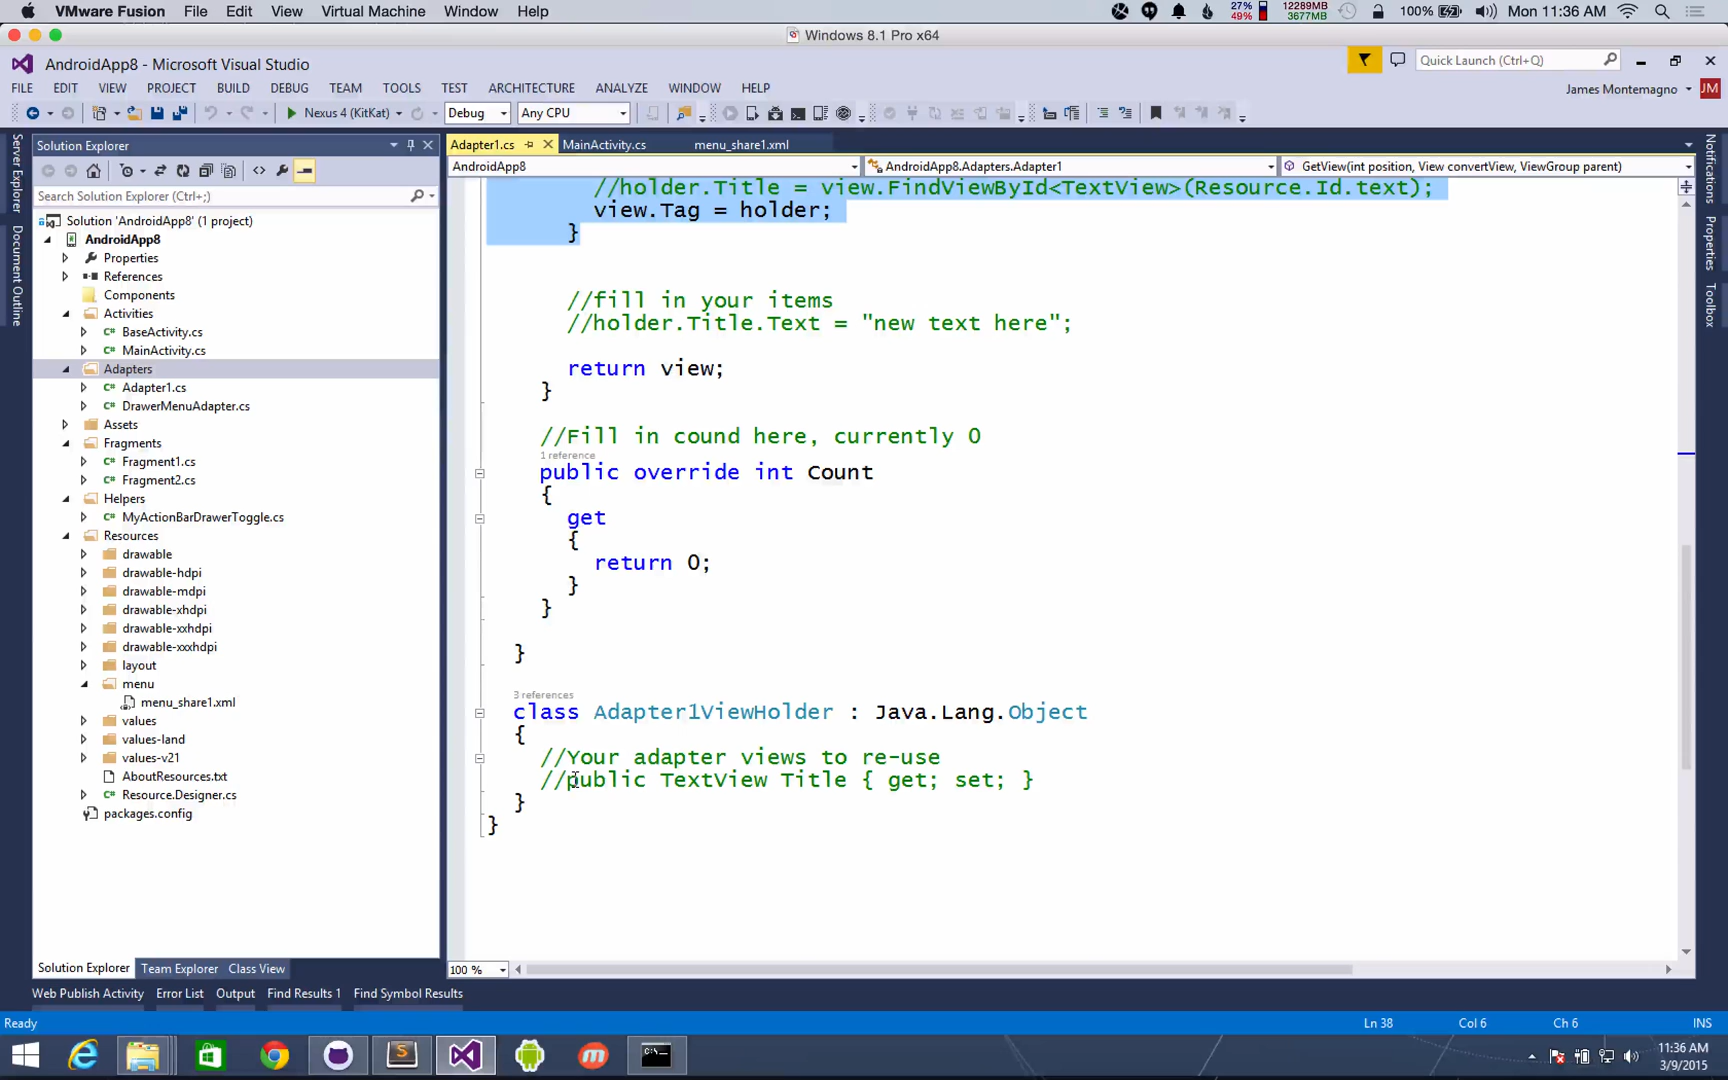 VMware Fusion File Edit View Virtual Machine Window Help 27% 49% 12289MB 3677MB 100% Mon 11:36 AM
Windows 8.1 Pro x64
AndroidApp8 - Microsoft Visual Studio Quick Launch (Ctrl+Q)
FILE EDIT VIEW PROJECT BUILD DEBUG TEAM TOOLS TEST ARCHITECTURE ANALYZE WINDOW HELP James Montemagno JM
Nexus 4 (KitKat) Debug Any CPU
Server Explorer
Document Outline
Solution Explorer
Search Solution Explorer (Ctrl+;)
Solution 'AndroidApp8' (1 project)
AndroidApp8
Properties
References
Components
Activities
BaseActivity.cs
MainActivity.cs
Adapters
Adapter1.cs
DrawerMenuAdapter.cs
Assets
Fragments
Fragment1.cs
Fragment2.cs
Helpers
MyActionBarDrawerToggle.cs
Resources
drawable
drawable-hdpi
drawable-mdpi
drawable-xhdpi
drawable-xxhdpi
drawable-xxxhdpi
layout
menu
menu_share1.xml
values
values-land
values-v21
AboutResources.txt
Resource.Designer.cs
packages.config
Solution Explorer Team Explorer Class View
Adapter1.cs MainActivity.cs menu_share1.xml
AndroidApp8 AndroidApp8.Adapters.Adapter1 GetView(int position, View convertView, ViewGroup parent)
//holder.Title = view.FindViewById<TextView>(Resource.Id.text);
view.Tag = holder;
}
//fill in your items
//holder.Title.Text = "new text here";
return view;
}
//Fill in cound here, currently 0
1 reference
public override int Count
{
get
{
return 0;
}
}
}
3 references
class Adapter1ViewHolder : Java.Lang.Object
{
//Your adapter views to re-use
//public TextView Title { get; set; }
}
}
100 %
Notifications
Properties
Toolbox
Web Publish Activity Error List Output Find Results 1 Find Symbol Results
Ready Ln 38 Col 6 Ch 6 INS
11:36 AM
3/9/2015